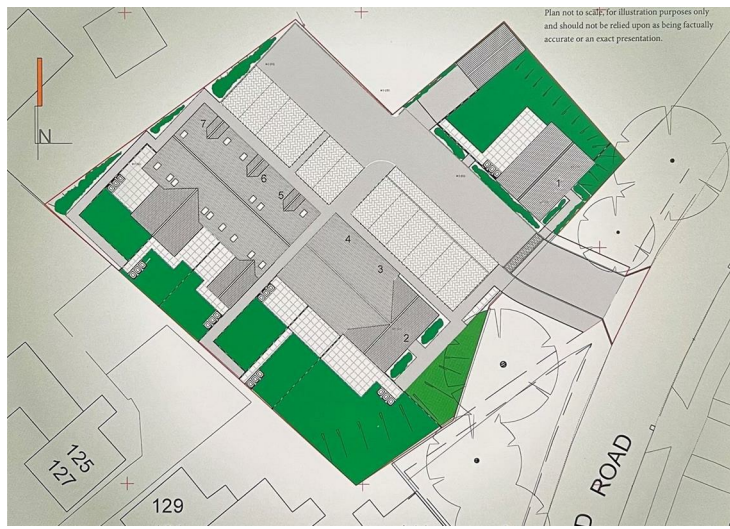 Plan not to scale, for illustration purposes only
and should not be relied upon as being factually
accurate or an exact presentation.
N
7
6
5
4
3
2
1
125
127
129
D ROAD